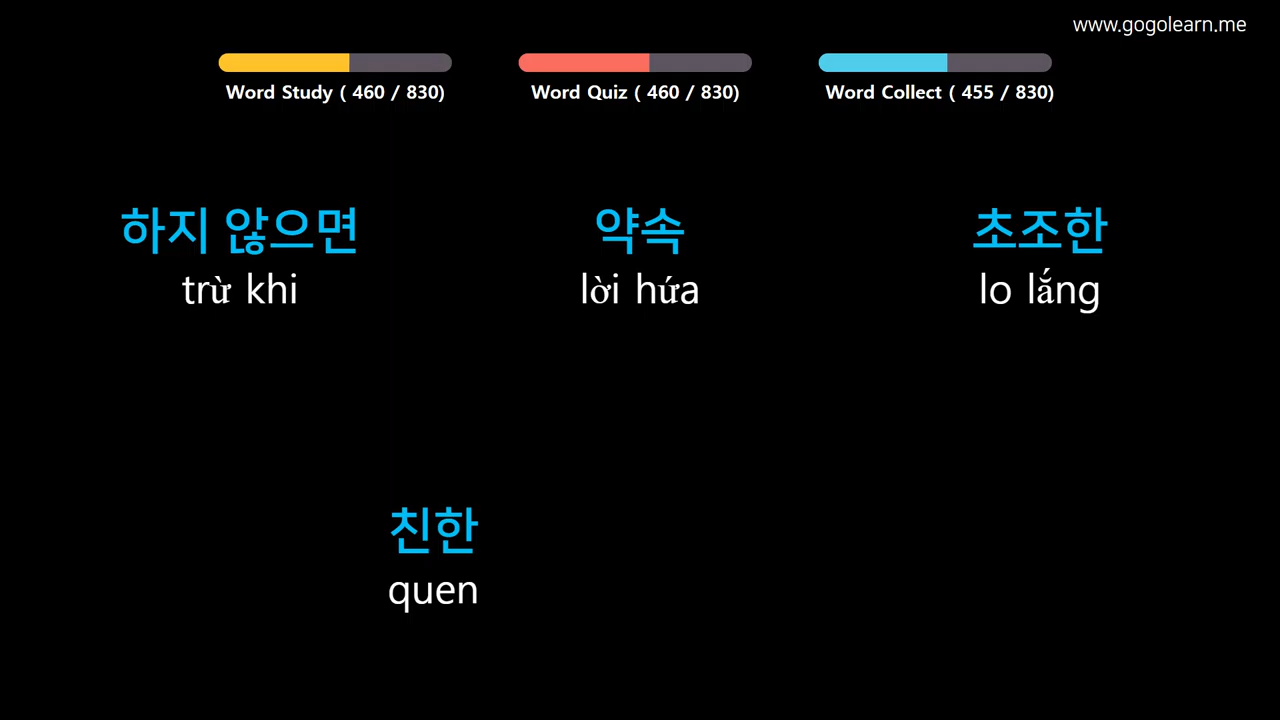 www.gogolearn.me
Word Study ( 460 / 830)
Word Quiz ( 460 / 830)
Word Collect ( 455 / 830)
하지 않으면
trừ khi
약속
lời hứa
초조한
lo lắng
친한
quen